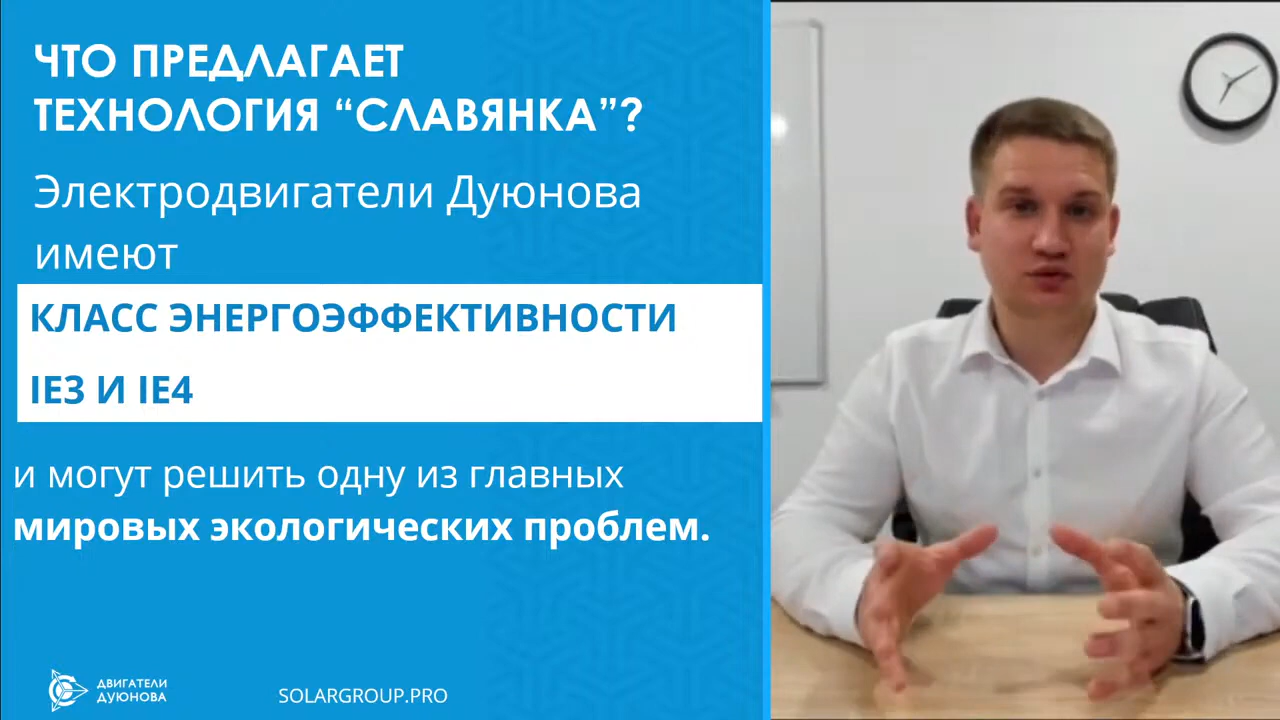 ЧТО ПРЕДЛАГАЕТ
ТЕХНОЛОГИЯ “СЛАВЯНКА”?
Электродвигатели Дуюнова
имеют
КЛАСС ЭНЕРГОЭФФЕКТИВНОСТИ
IE3 И IE4
и могут решить одну из главных
мировых экологических проблем.
ДВИГАТЕЛИ
ДУЮНОВА
SOLARGROUP.PRO